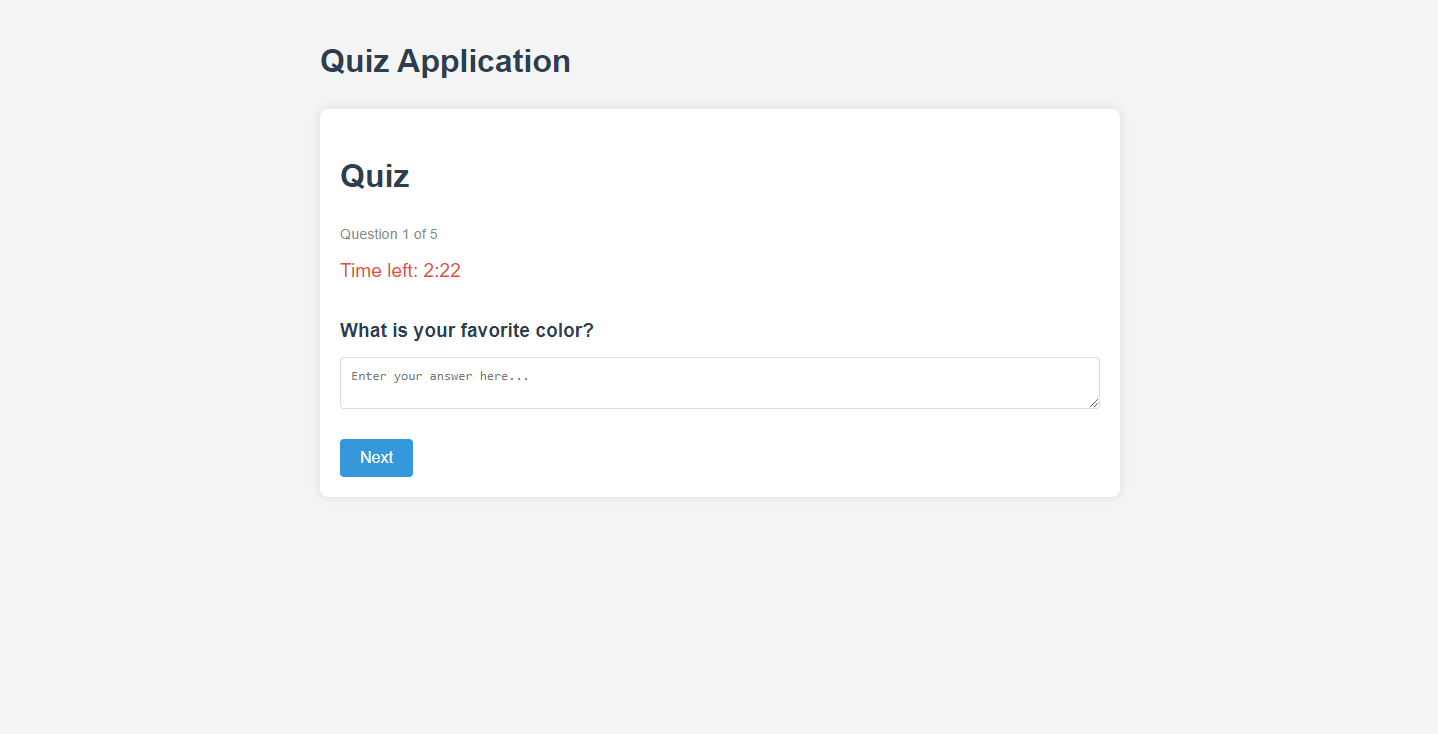 Quiz Application
Quiz
Question 1 of 5
Time left: 2:22
What is your favorite color?
Enter your answer here...
Next